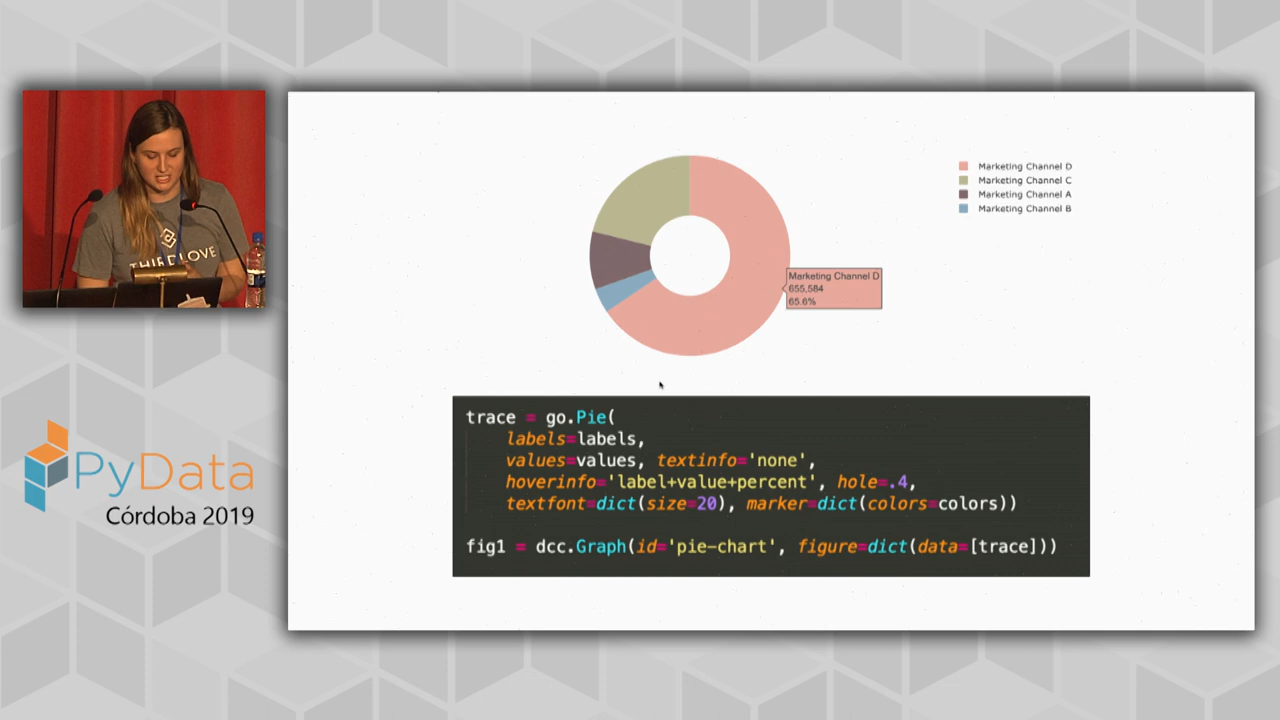 THIRDLOVE
PyData
Córdoba 2019
Marketing Channel D
Marketing Channel C
Marketing Channel A
Marketing Channel B
Marketing Channel D
655,584
65.6%
trace = go.Pie(
labels=labels,
values=values, textinfo='none',
hoverinfo='label+value+percent', hole=.4,
textfont=dict(size=20), marker=dict(colors=colors))
fig1 = dcc.Graph(id='pie-chart', figure=dict(data=[trace]))